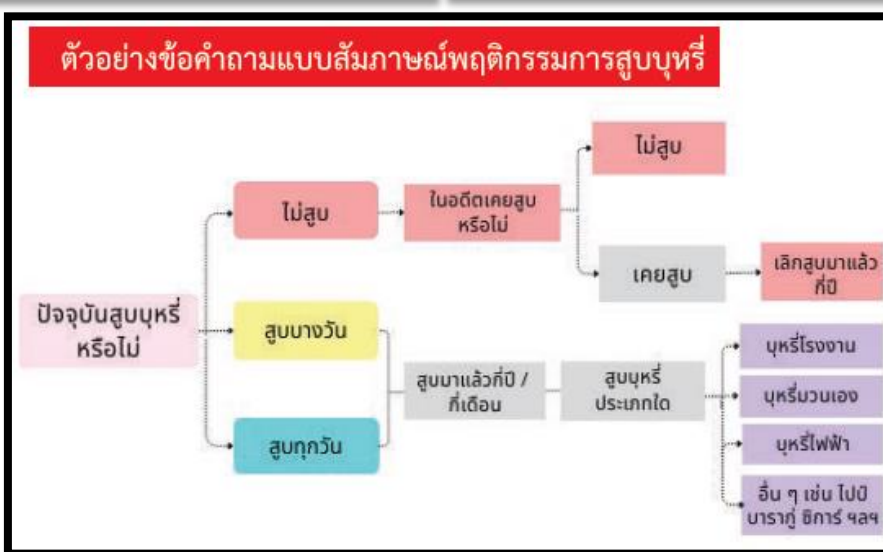 ตัวอย่างข้อคำถามแบบสัมภาษณ์พฤติกรรมการสูบบุหรี่
ปัจจุบันสูบบุหรี่
หรือไม่
ไม่สูบ
ในอดีตเคยสูบ
หรือไม่
ไม่สูบ
เคยสูบ
เลิกสูบมาแล้ว
กี่ปี
สูบบางวัน
สูบทุกวัน
สูบมาแล้วกี่ปี /
กี่เดือน
สูบบุหรี่
ประเภทใด
บุหรี่โรงงาน
บุหรี่มวนเอง
บุหรี่ไฟฟ้า
อื่น ๆ เช่น ไปป์
บารากู่ ซิการ์ ฯลฯ